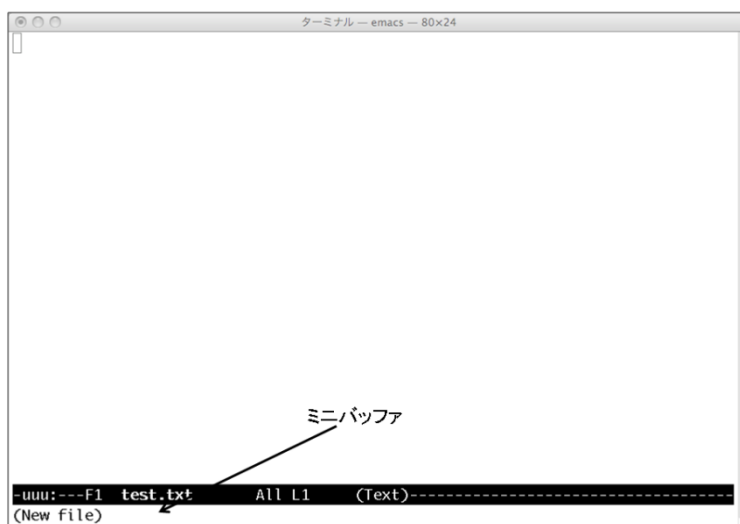 ターミナル — emacs — 80×24
ミニバッファ
-uuu:---F1  test.txt       All L1     (Text)-----------------------------------
(New file)